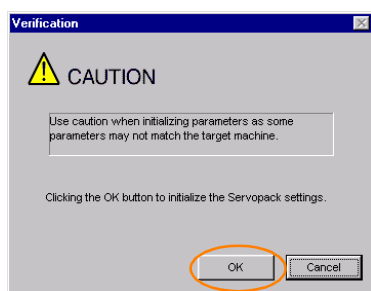 Verification
CAUTION
Use caution when initializing parameters as some
parameters may not match the target machine.
Clicking the OK button to initialize the Servopack settings.
OK
Cancel